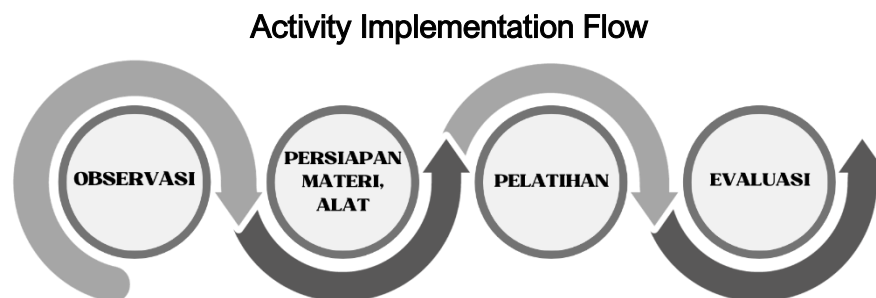 Activity Implementation Flow
OBSERVASI
PERSIAPAN
MATERI,
ALAT
PELATIHAN
EVALUASI